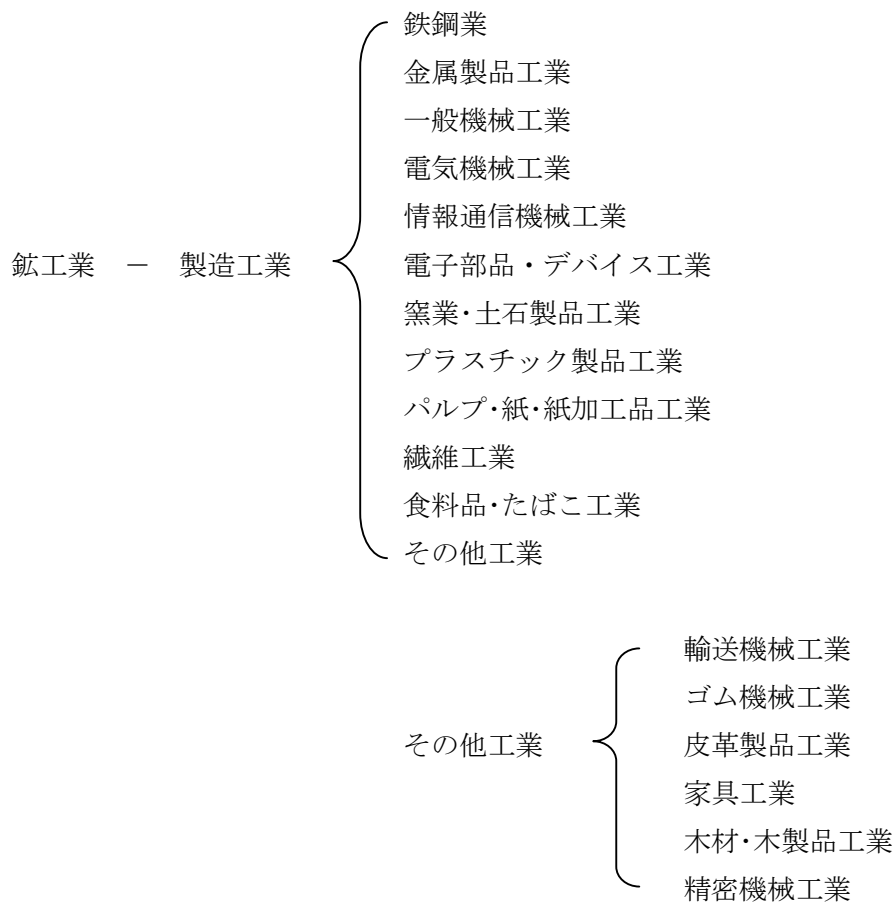 鉄鋼業
金属製品工業
一般機械工業
電気機械工業
情報通信機械工業
鉱工業 － 製造工業
電子部品・デバイス工業
窯業･土石製品工業
プラスチック製品工業
パルプ･紙･紙加工品工業
繊維工業
食料品･たばこ工業
その他工業
輸送機械工業
ゴム機械工業
その他工業
皮革製品工業
家具工業
木材･木製品工業
精密機械工業